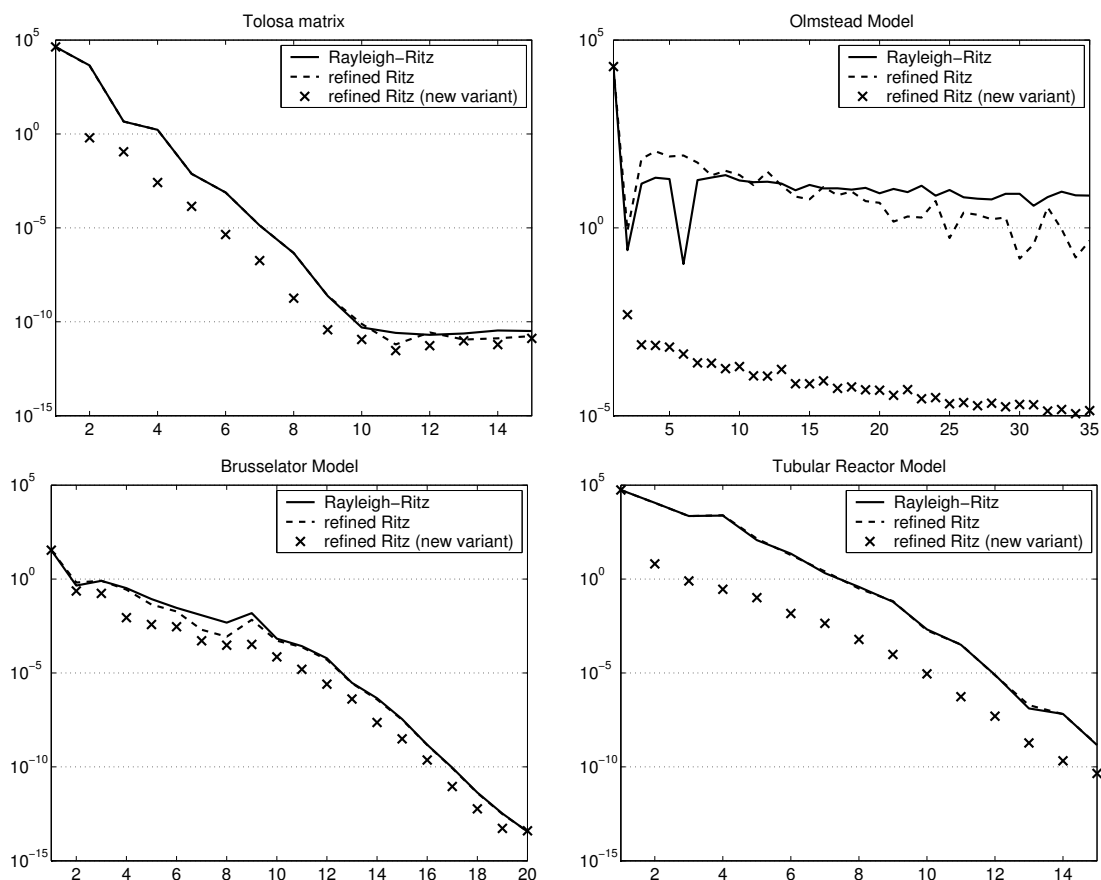 Tolosa matrix
10^5
10^0
10^-5
10^-10
10^-15
2 4 6 8 10 12 14
Rayleigh−Ritz
refined Ritz
refined Ritz (new variant)
Olmstead Model
10^5
10^0
10^-5
5 10 15 20 25 30 35
Rayleigh−Ritz
refined Ritz
refined Ritz (new variant)
Brusselator Model
10^5
10^0
10^-5
10^-10
10^-15
2 4 6 8 10 12 14 16 18 20
Rayleigh−Ritz
refined Ritz
refined Ritz (new variant)
Tubular Reactor Model
10^5
10^0
10^-5
10^-10
10^-15
2 4 6 8 10 12 14
Rayleigh−Ritz
refined Ritz
refined Ritz (new variant)